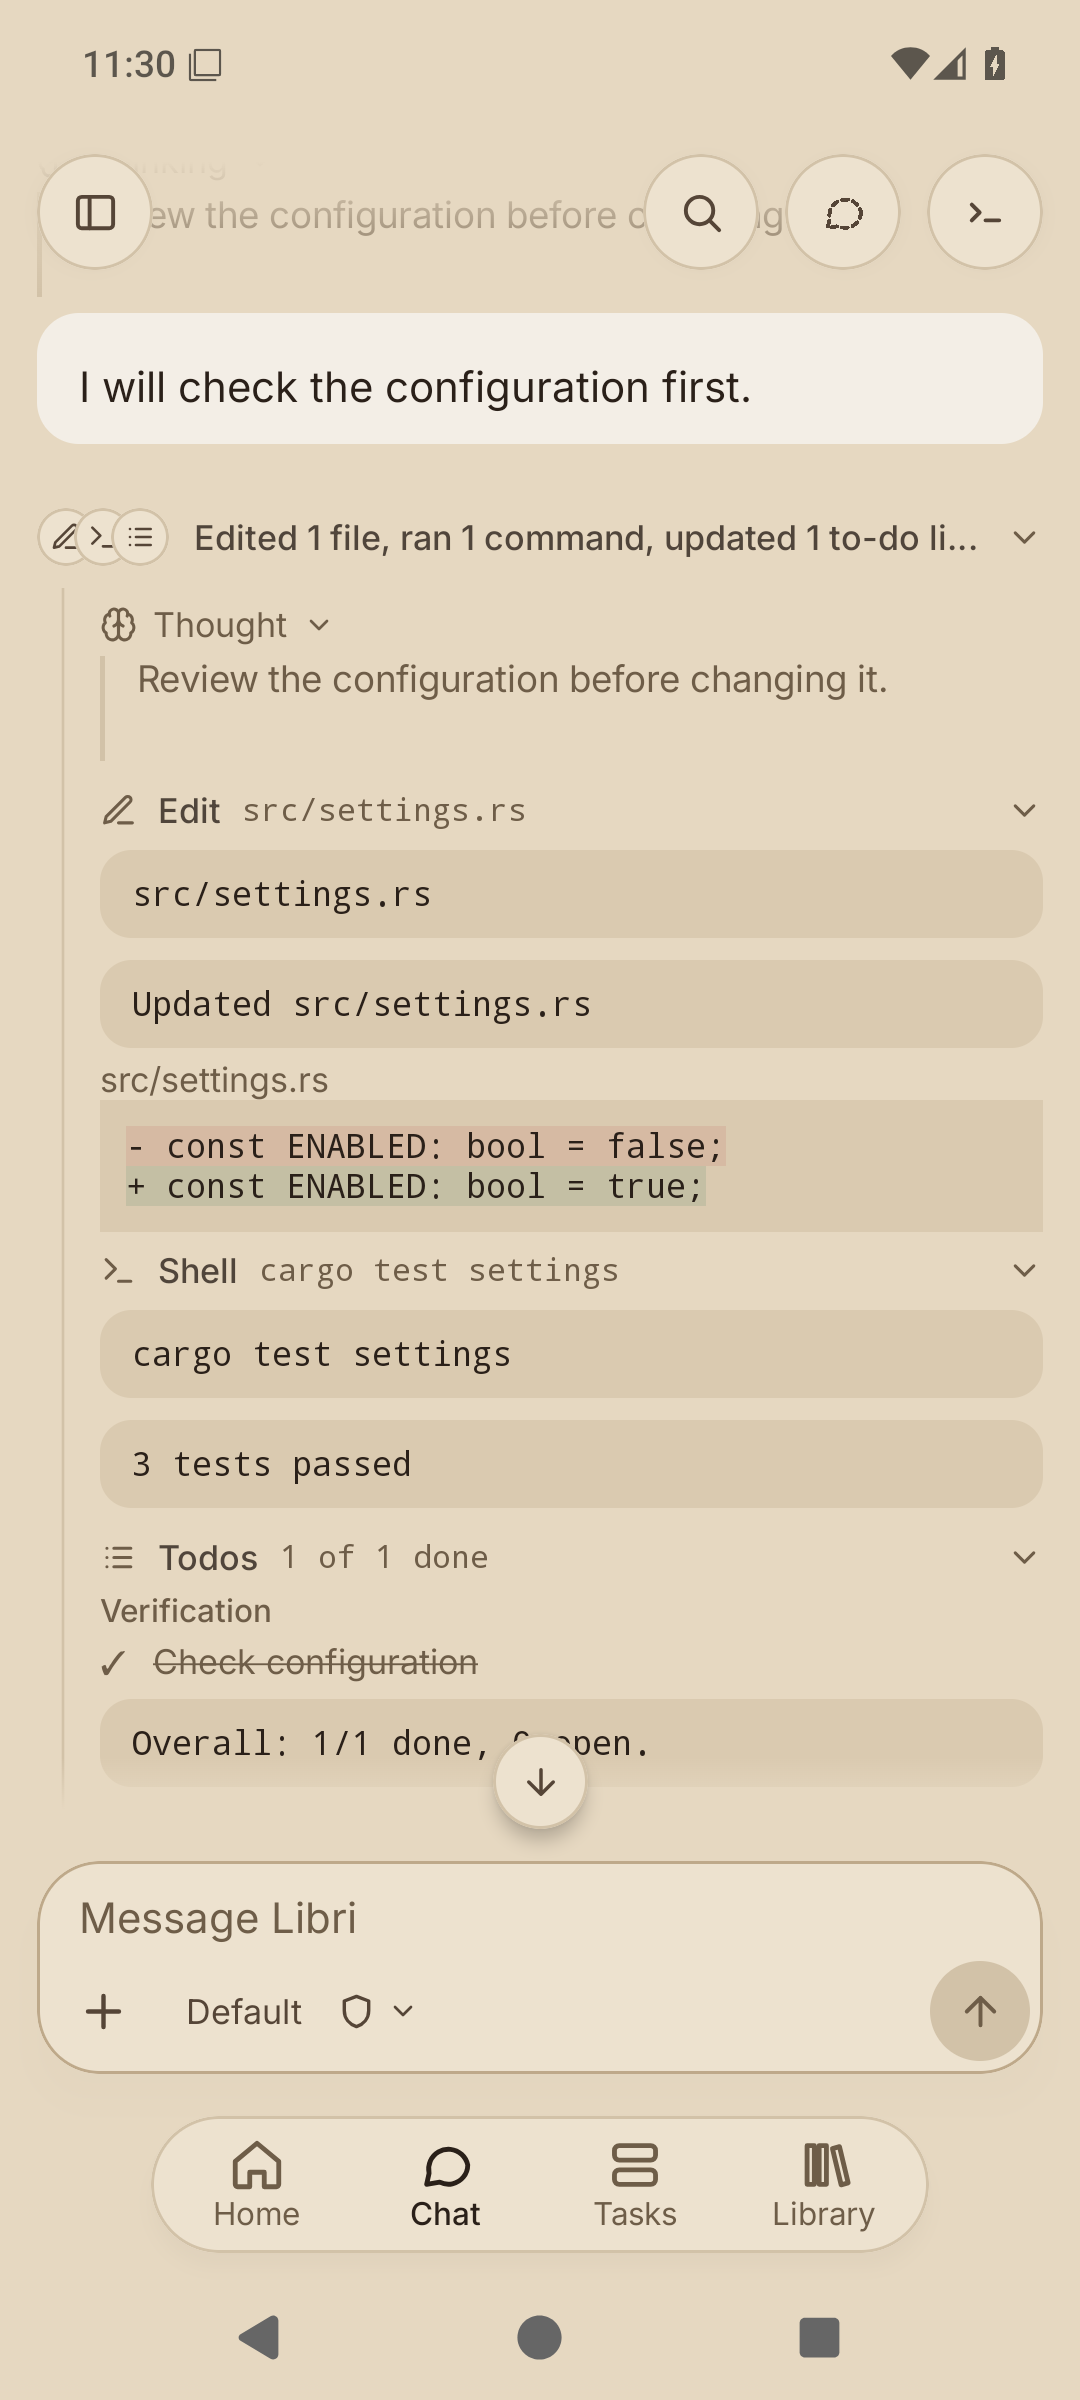 11:30
ew the configuration before
I will check the configuration first.
Edited 1 file, ran 1 command, updated 1 to-do li...
Thought
Review the configuration before changing it.
Edit src/settings.rs
src/settings.rs
Updated src/settings.rs
src/settings.rs
- const ENABLED: bool = false;
+ const ENABLED: bool = true;
Shell cargo test settings
cargo test settings
3 tests passed
Todos 1 of 1 done
Verification
✓ Check configuration
Overall: 1/1 done, open.
Message Libri
Default
Home
Chat
Tasks
Library